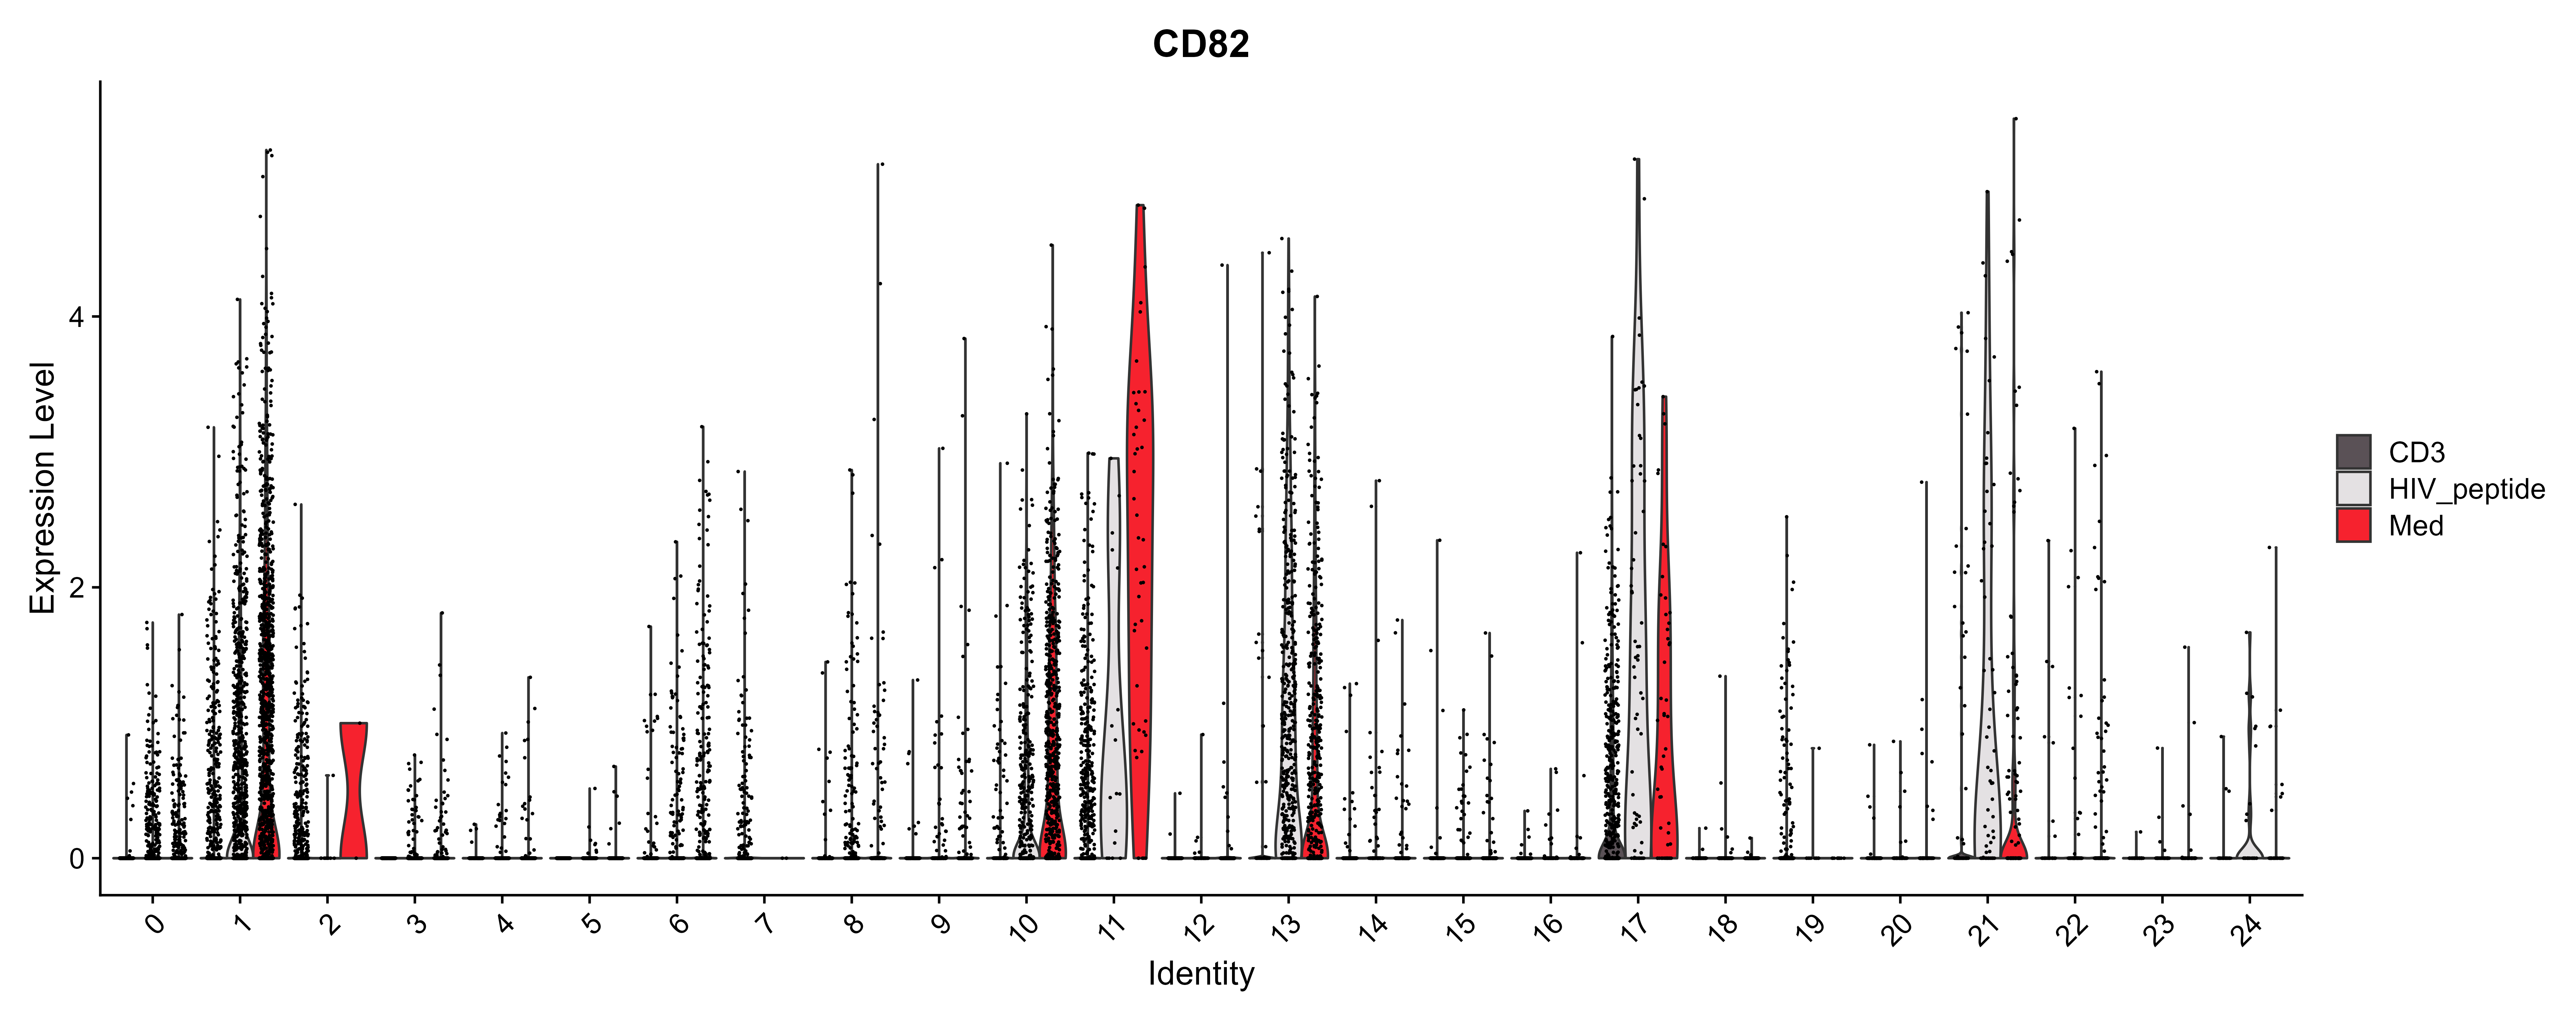 CD82
Expression Level
4
2
0
0 1 2 3 4 5 6 7 8 9 10 11 12 13 14 15 16 17 18 19 20 21 22 23 24
Identity
CD3
HIV_peptide
Med